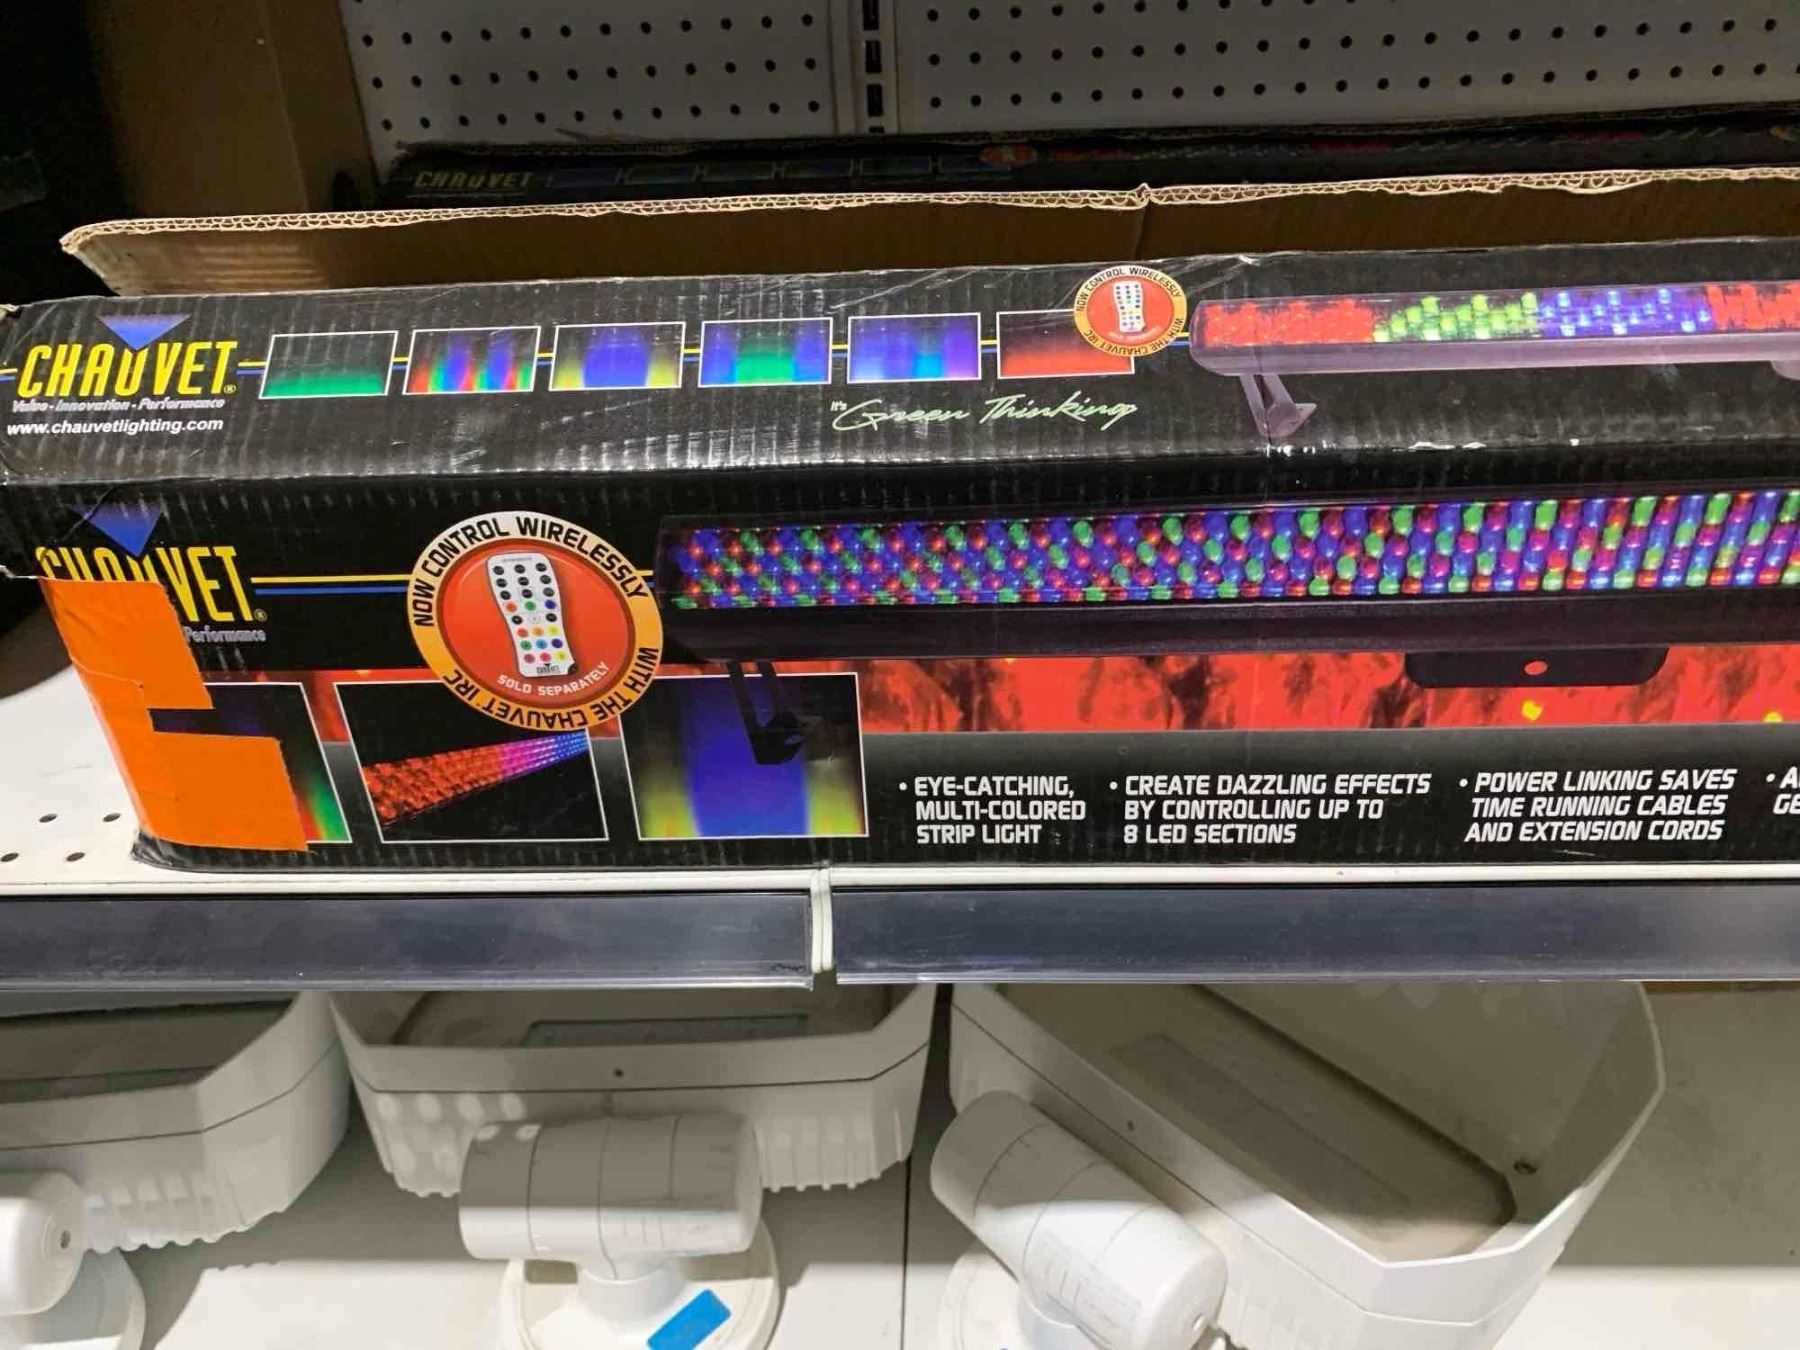 CHAUVET
CHAUVET®
Value • Innovation • Performance
www.chauvetlighting.com
It's Green Thinking
NOW CONTROL WIRELESSLY
WITH THE CHAUVET IRC
CHAUVET®
Performance
NOW CONTROL WIRELESSLY
WITH THE CHAUVET® IRC
CHAUVET
SOLD SEPARATELY
• EYE-CATCHING,
MULTI-COLORED
STRIP LIGHT
• CREATE DAZZLING EFFECTS
BY CONTROLLING UP TO
8 LED SECTIONS
• POWER LINKING SAVES
TIME RUNNING CABLES
AND EXTENSION CORDS